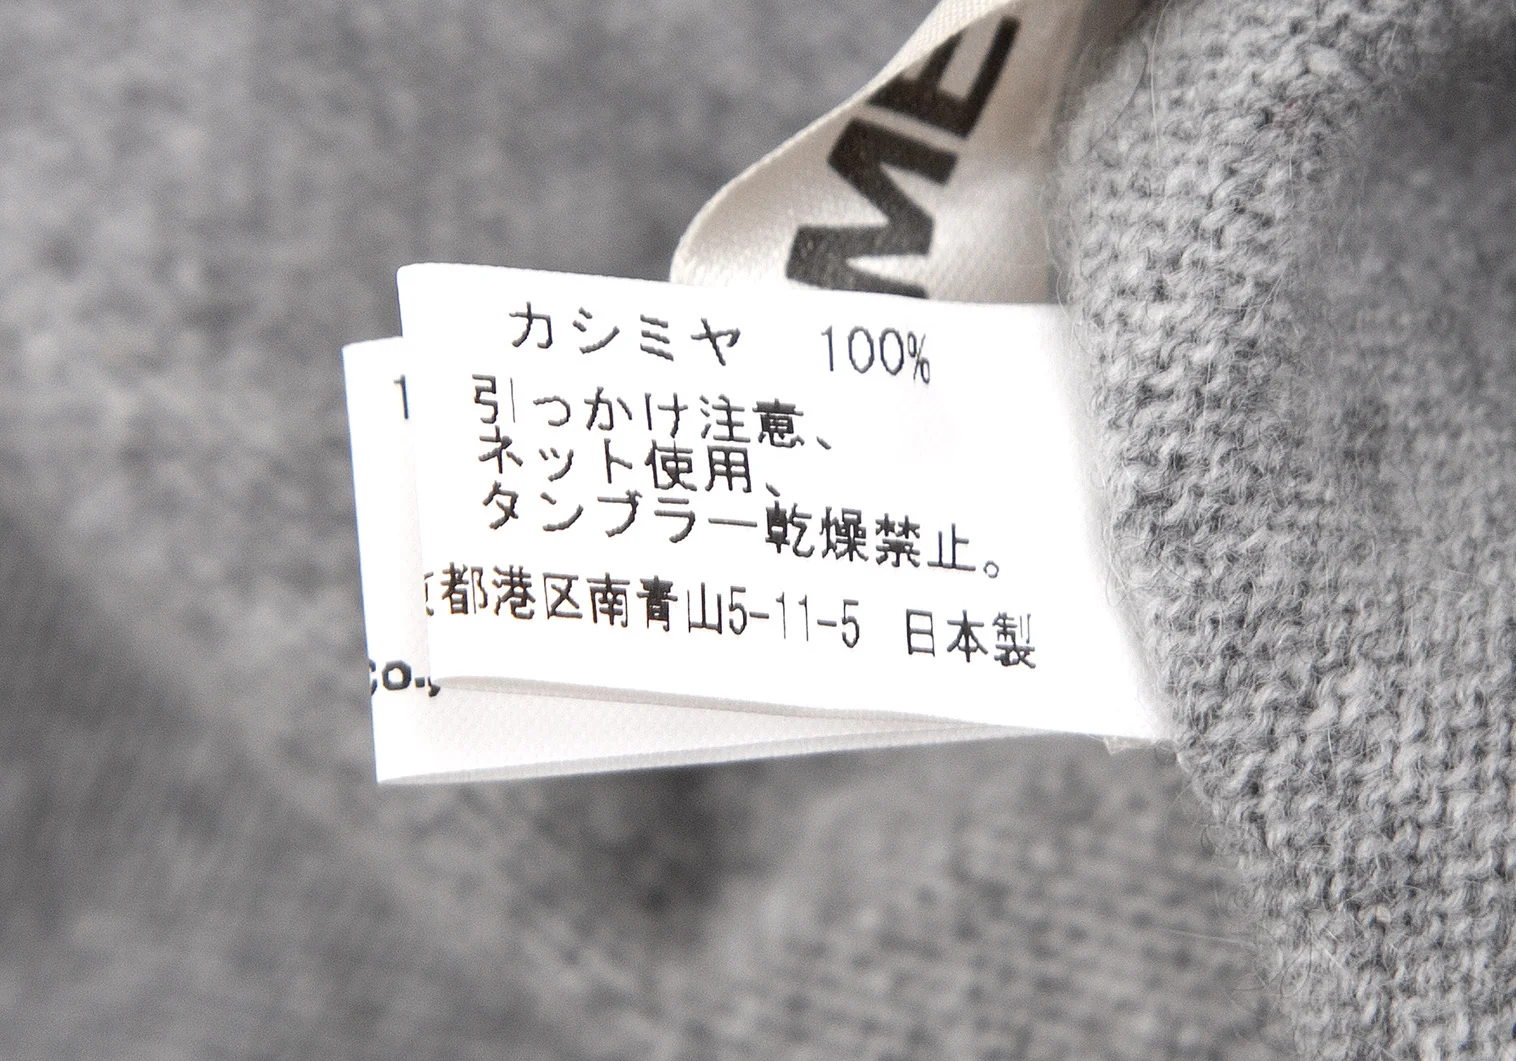 ME
カシミヤ 100%
1
引っかけ注意、
ネット使用、
タンブラー乾燥禁止。
都港区南青山5-11-5 日本製
co.,